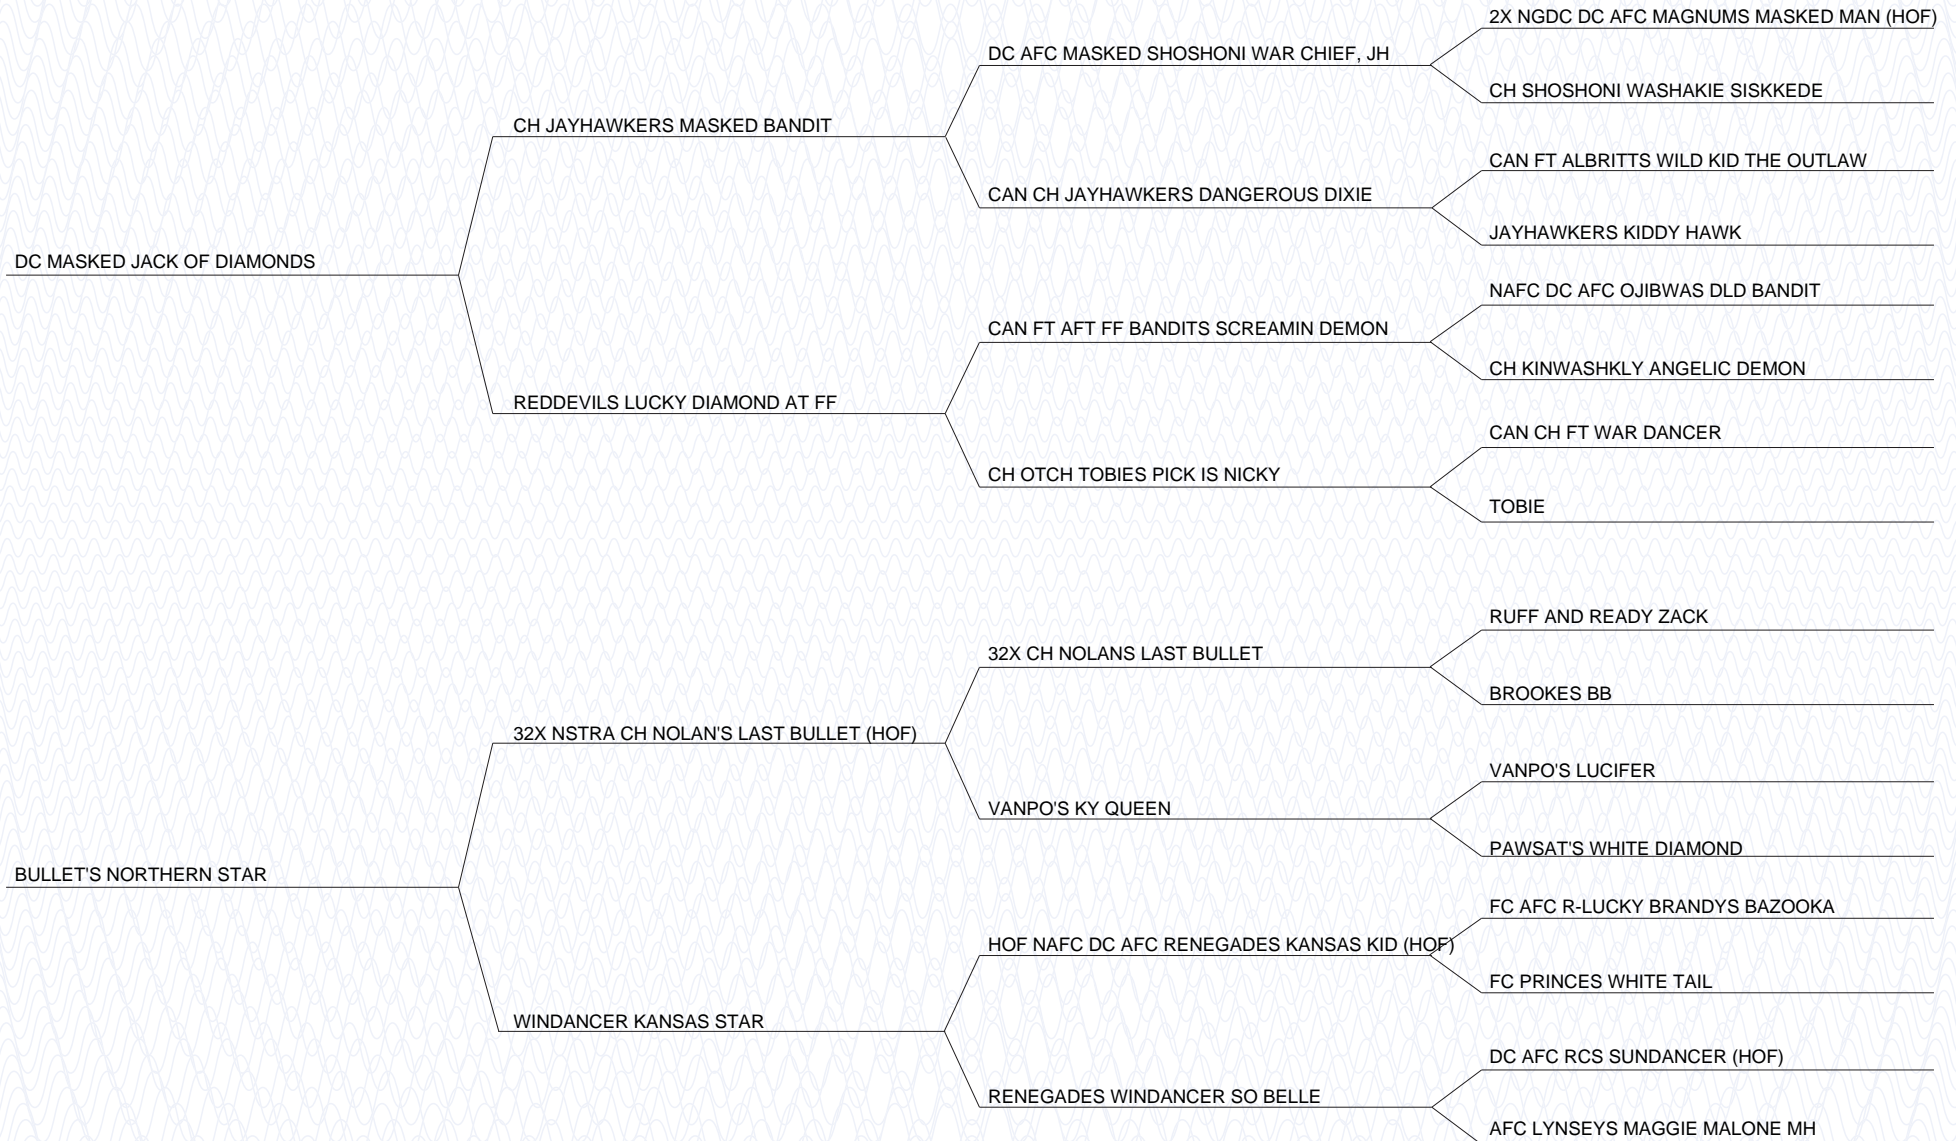 2X NGDC DC AFC MAGNUMS MASKED MAN (HOF)
DC AFC MASKED SHOSHONI WAR CHIEF, JH
CH SHOSHONI WASHAKIE SISKKEDE
CH JAYHAWKERS MASKED BANDIT
CAN FT ALBRITTS WILD KID THE OUTLAW
CAN CH JAYHAWKERS DANGEROUS DIXIE
JAYHAWKERS KIDDY HAWK
DC MASKED JACK OF DIAMONDS
NAFC DC AFC OJIBWAS DLD BANDIT
CAN FT AFT FF BANDITS SCREAMIN DEMON
CH KINWASHKLY ANGELIC DEMON
REDDEVILS LUCKY DIAMOND AT FF
CAN CH FT WAR DANCER
CH OTCH TOBIES PICK IS NICKY
TOBIE
RUFF AND READY ZACK
32X CH NOLANS LAST BULLET
BROOKES BB
32X NSTRA CH NOLAN'S LAST BULLET (HOF)
VANPO'S LUCIFER
VANPO'S KY QUEEN
PAWSAT'S WHITE DIAMOND
BULLET'S NORTHERN STAR
FC AFC R-LUCKY BRANDYS BAZOOKA
HOF NAFC DC AFC RENEGADES KANSAS KID (HOF)
FC PRINCES WHITE TAIL
WINDANCER KANSAS STAR
DC AFC RCS SUNDANCER (HOF)
RENEGADES WINDANCER SO BELLE
AFC LYNSEYS MAGGIE MALONE MH